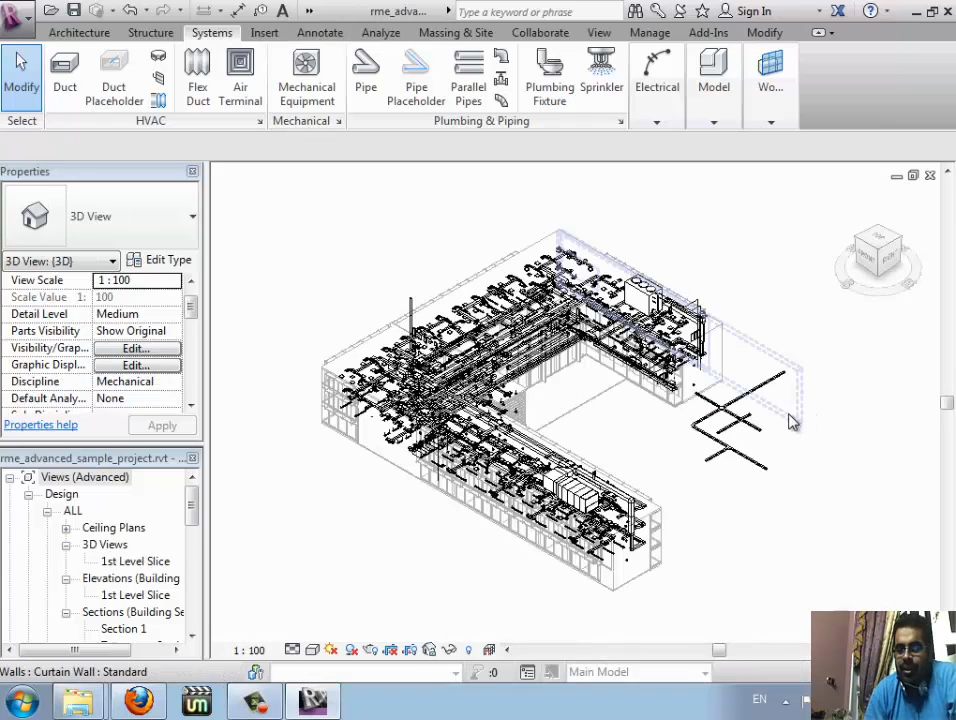 rme_adva...
Type a keyword or phrase
Sign In
Architecture
Structure
Systems
Insert
Annotate
Analyze
Massing & Site
Collaborate
View
Manage
Add-Ins
Modify
Modify
Duct
Duct
Placeholder
Flex
Duct
Air
Terminal
Mechanical
Equipment
Pipe
Pipe
Placeholder
Parallel
Pipes
Plumbing
Fixture
Sprinkler
Electrical
Model
Wo...
Select
HVAC
Mechanical
Plumbing & Piping
Properties
3D View
3D View: {3D}
Edit Type
View Scale
1 : 100
Scale Value 1:
100
Detail Level
Medium
Parts Visibility
Show Original
Visibility/Grap...
Edit...
Graphic Displ...
Edit...
Discipline
Mechanical
Default Analy...
None
Properties help
Apply
rme_advanced_sample_project.rvt - ...
Views (Advanced)
Design
ALL
Ceiling Plans
3D Views
1st Level Slice
Elevations (Building
1st Level Slice
Sections (Building Se
Section 1
1 : 100
Walls : Curtain Wall : Standard
:0
Main Model
EN
um